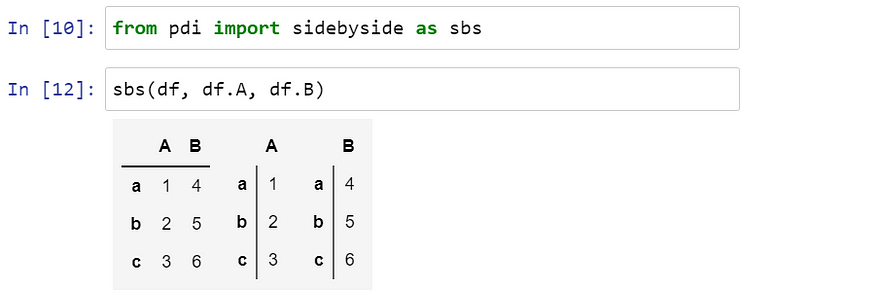 In [10]: from pdi import sidebyside as sbs
In [12]: sbs(df, df.A, df.B)
A B A B
a 1 4 a 1 a 4
b 2 5 b 2 b 5
c 3 6 c 3 c 6